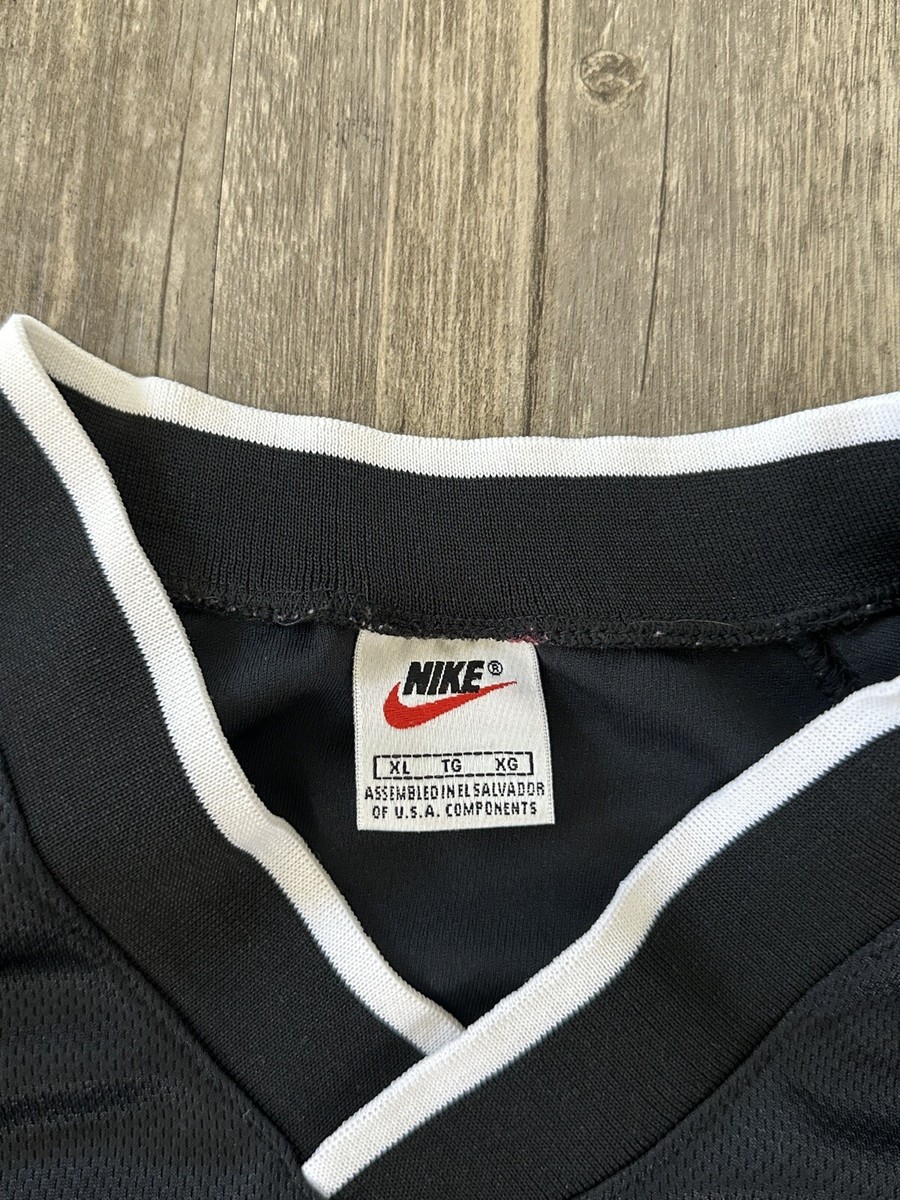 NIKE®
XL TG XG
ASSEMBLED IN EL SALVADOR
OF U.S.A. COMPONENTS